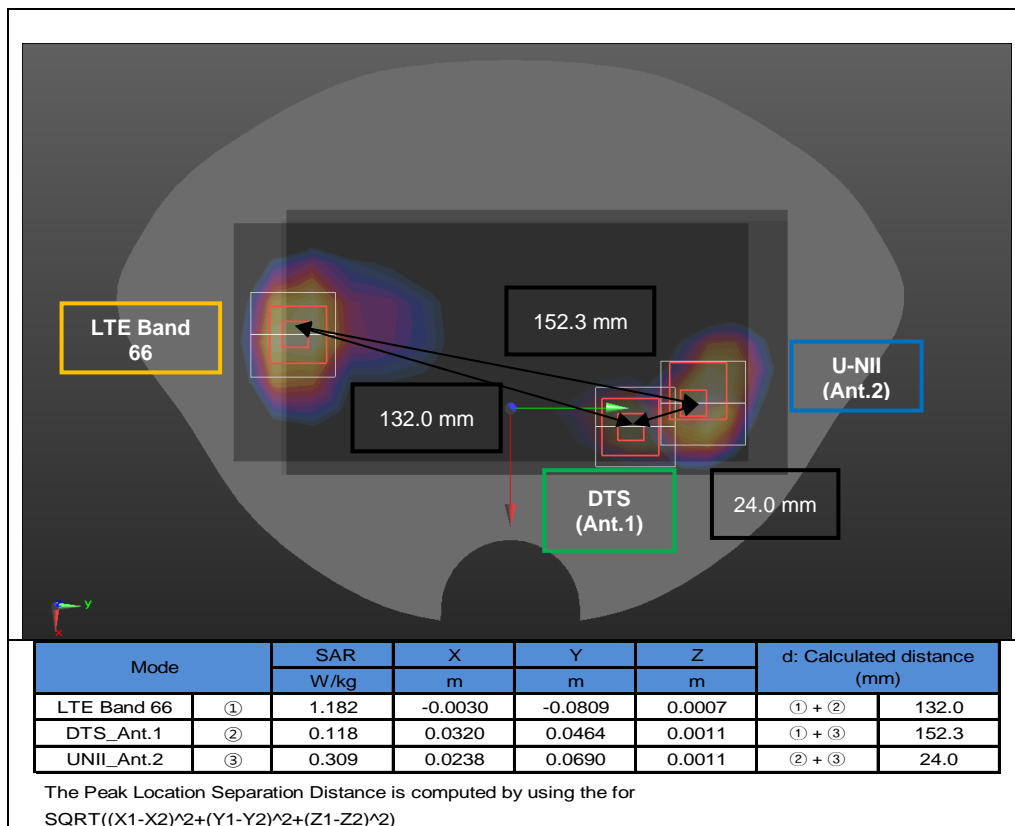 152.3 mm
LTE Band
66
U-NII
(Ant.2)
132.0 mm
DTS
(Ant.1)
24.0 mm
y
x
Mode SAR X Y Z d: Calculated distance
(mm)
W/kg m m m
LTE Band 66 ① 1.182 -0.0030 -0.0809 0.0007 ① + ② 132.0
DTS_Ant.1 ② 0.118 0.0320 0.0464 0.0011 ① + ③ 152.3
UNII_Ant.2 ③ 0.309 0.0238 0.0690 0.0011 ② + ③ 24.0
The Peak Location Separation Distance is computed by using the for
SQRT((X1-X2)^2+(Y1-Y2)^2+(Z1-Z2)^2)